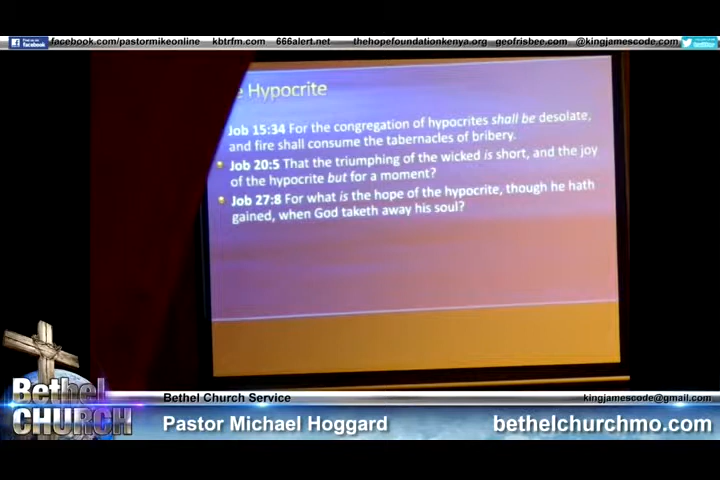 facebook.com/pastormikeonline kbtrfm.com 666alert.net thehopefoundationkenya.org geofrisbee.com @kingjamescode.com
e Hypocrite
Job 15:34 For the congregation of hypocrites shall be desolate,
and fire shall consume the tabernacles of bribery.
Job 20:5 That the triumphing of the wicked is short, and the joy
of the hypocrite but for a moment?
Job 27:8 For what is the hope of the hypocrite, though he hath
gained, when God taketh away his soul?
Bethel
CHURCH
Bethel Church Service
kingjamescode@gmail.com
Pastor Michael Hoggard
bethelchurchmo.com